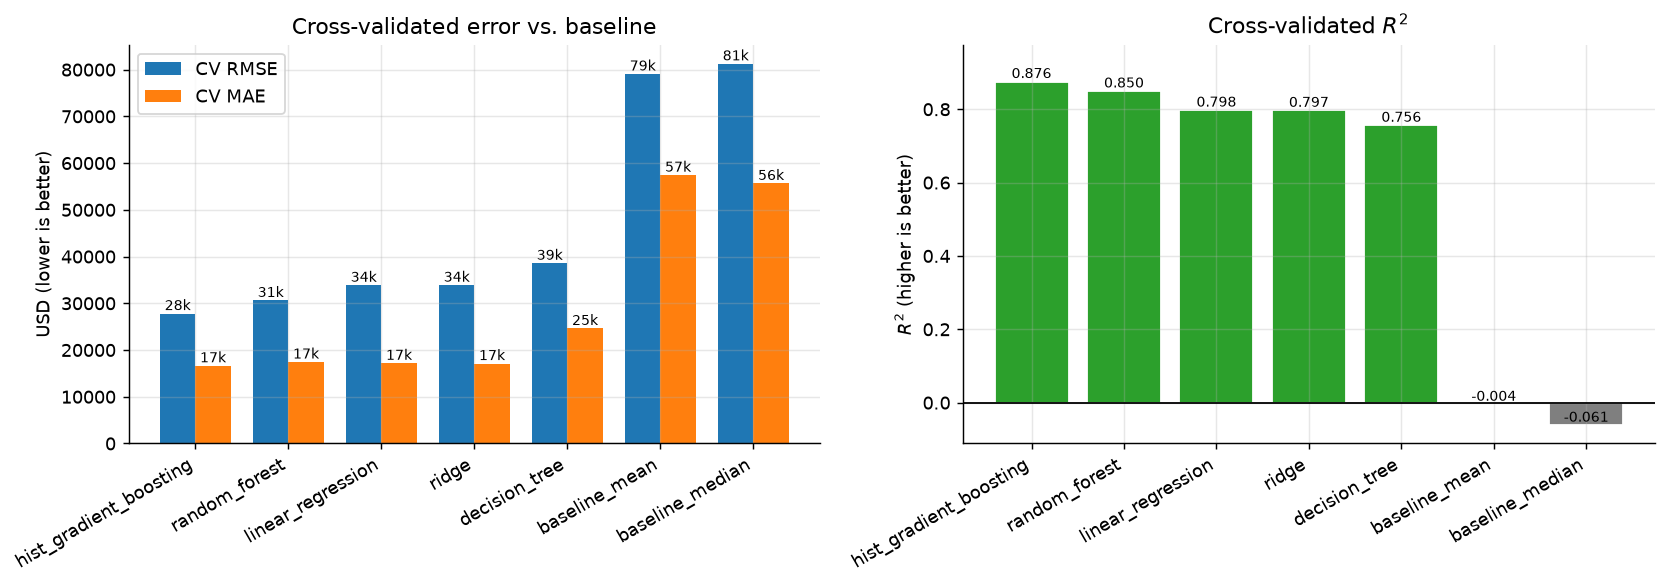 Cross-validated error vs. baseline
CV RMSE
CV MAE
USD (lower is better)
80000
70000
60000
50000
40000
30000
20000
10000
0
28k
17k
31k
17k
34k
17k
34k
17k
39k
25k
79k
57k
81k
56k
hist_gradient_boosting
random_forest
linear_regression
ridge
decision_tree
baseline_mean
baseline_median
Cross-validated R²
R² (higher is better)
0.8
0.6
0.4
0.2
0.0
0.876
0.850
0.798
0.797
0.756
-0.004
-0.061
hist_gradient_boosting
random_forest
linear_regression
ridge
decision_tree
baseline_mean
baseline_median